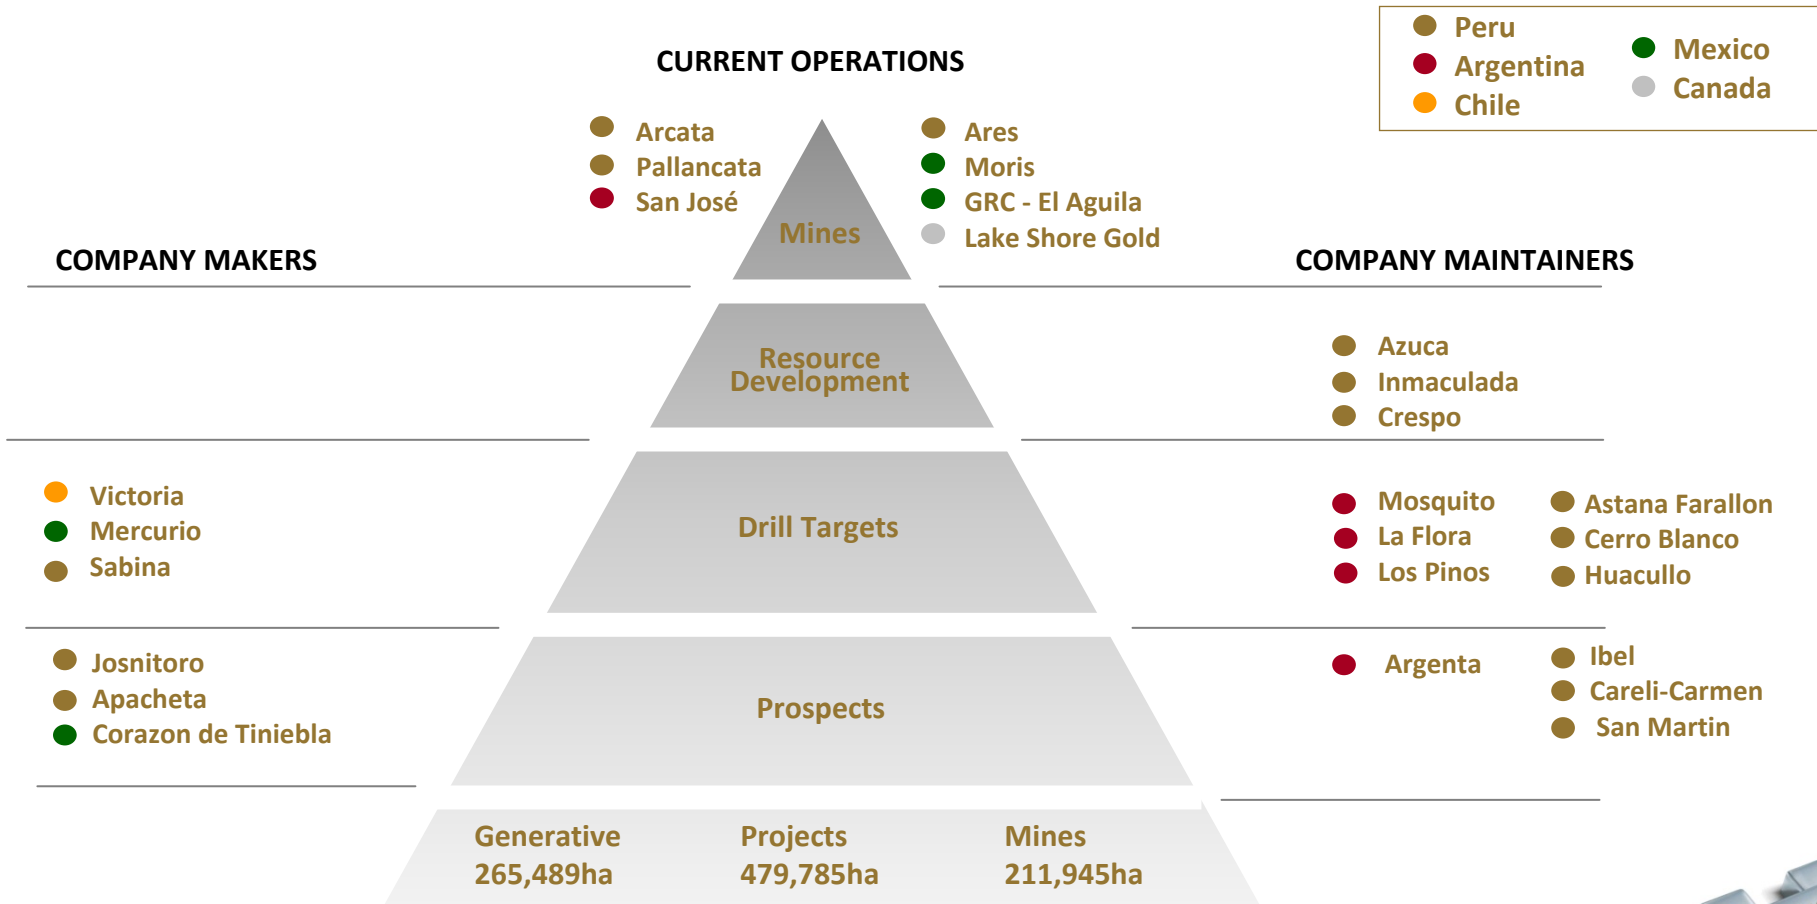 Peru
Argentina
Chile
Mexico
Canada
CURRENT OPERATIONS
Arcata
Pallancata
San José
Ares
Moris
GRC - El Aguila
Lake Shore Gold
Mines
COMPANY MAKERS
COMPANY MAINTAINERS
Resource
Development
Azuca
Inmaculada
Crespo
Victoria
Mercurio
Sabina
Drill Targets
Mosquito
La Flora
Los Pinos
Astana Farallon
Cerro Blanco
Huacullo
Josnitoro
Apacheta
Corazon de Tiniebla
Prospects
Argenta
Ibel
Careli-Carmen
San Martin
Generative
265,489ha
Projects
479,785ha
Mines
211,945ha